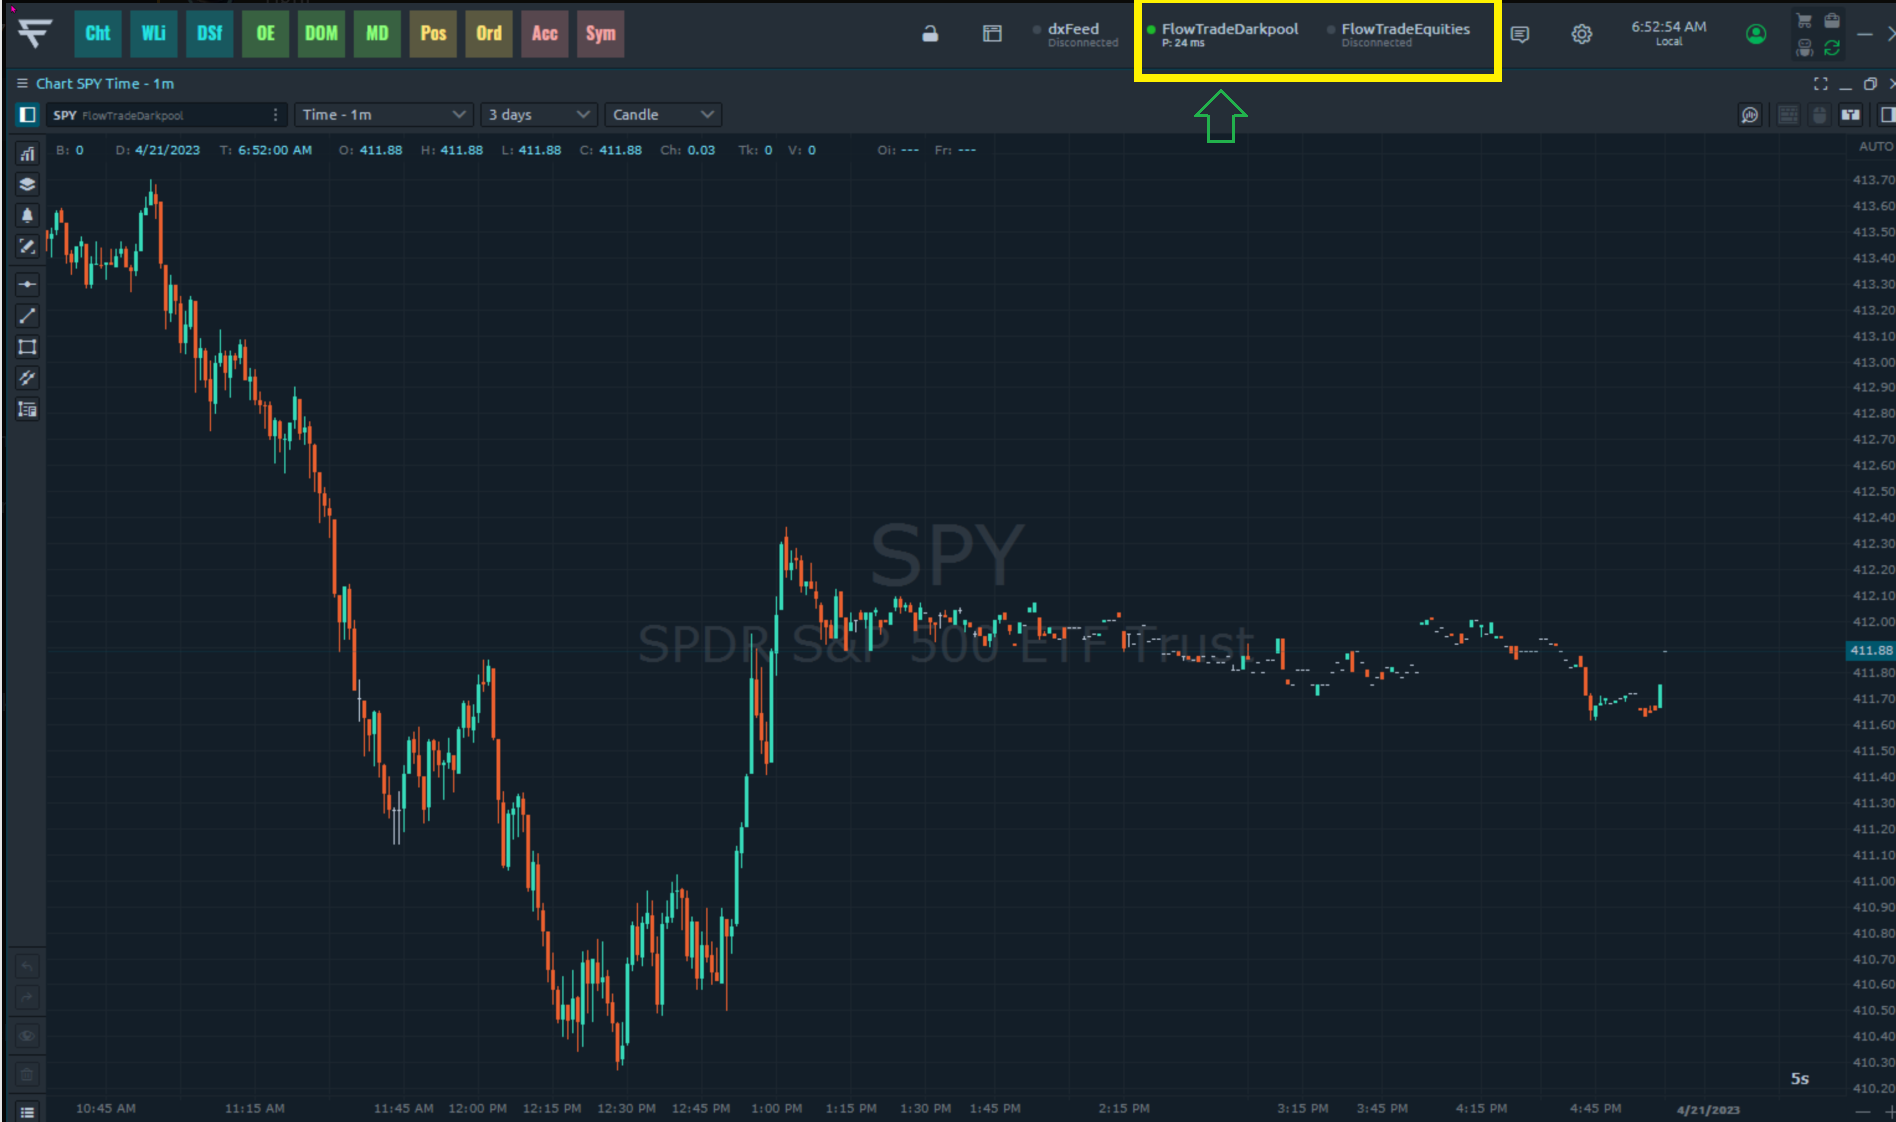 Cht WLi DSf OE DOM MD Pos Ord Acc Sym
dxFeed
Disconnected
FlowTradeDarkpool
P: 24 ms
FlowTradeEquities
Disconnected
6:52:54 AM
Local
Chart SPY Time - 1m
SPY FlowTradeDarkpool
Time - 1m
3 days
Candle
B: 0 D: 4/21/2023 T: 6:52:00 AM O: 411.88 H: 411.88 L: 411.88 C: 411.88 Ch: 0.03 Tk: 0 V: 0 Oi: --- Fr: ---
AUTO
413.70
413.60
413.50
413.40
413.30
413.20
413.10
413.00
412.90
412.80
412.70
412.60
412.50
412.40
412.30
412.20
412.10
412.00
411.88
411.80
411.70
411.60
411.50
411.40
411.30
411.20
411.10
411.00
410.90
410.80
410.70
410.60
410.50
410.40
410.30
410.20
SPY
SPDR S&P 500 ETF Trust
5s
10:45 AM 11:15 AM 11:45 AM 12:00 PM 12:15 PM 12:30 PM 12:45 PM 1:00 PM 1:15 PM 1:30 PM 1:45 PM 2:15 PM 3:15 PM 3:45 PM 4:15 PM 4:45 PM 4/21/2023